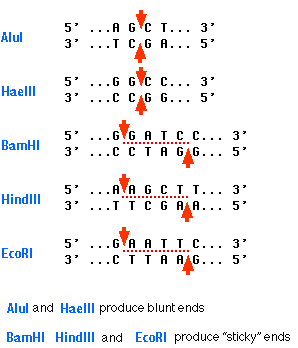 AluI 5’ ...A G C T... 3’
3’ ...T C G A... 5’
HaeIII 5’ ...G G C C... 3’
3’ ...C C G G... 5’
BamHI 5’ ...G G A T C C... 3’
3’ ...C C T A G G... 5’
HindIII 5’ ...A A G C T T... 3’
3’ ...T T C G A A... 5’
EcoRI 5’ ...G A A T T C... 3’
3’ ...C T T A A G... 5’
AluI and HaeIII produce blunt ends
BamHI HindIII and EcoRI produce “sticky” ends